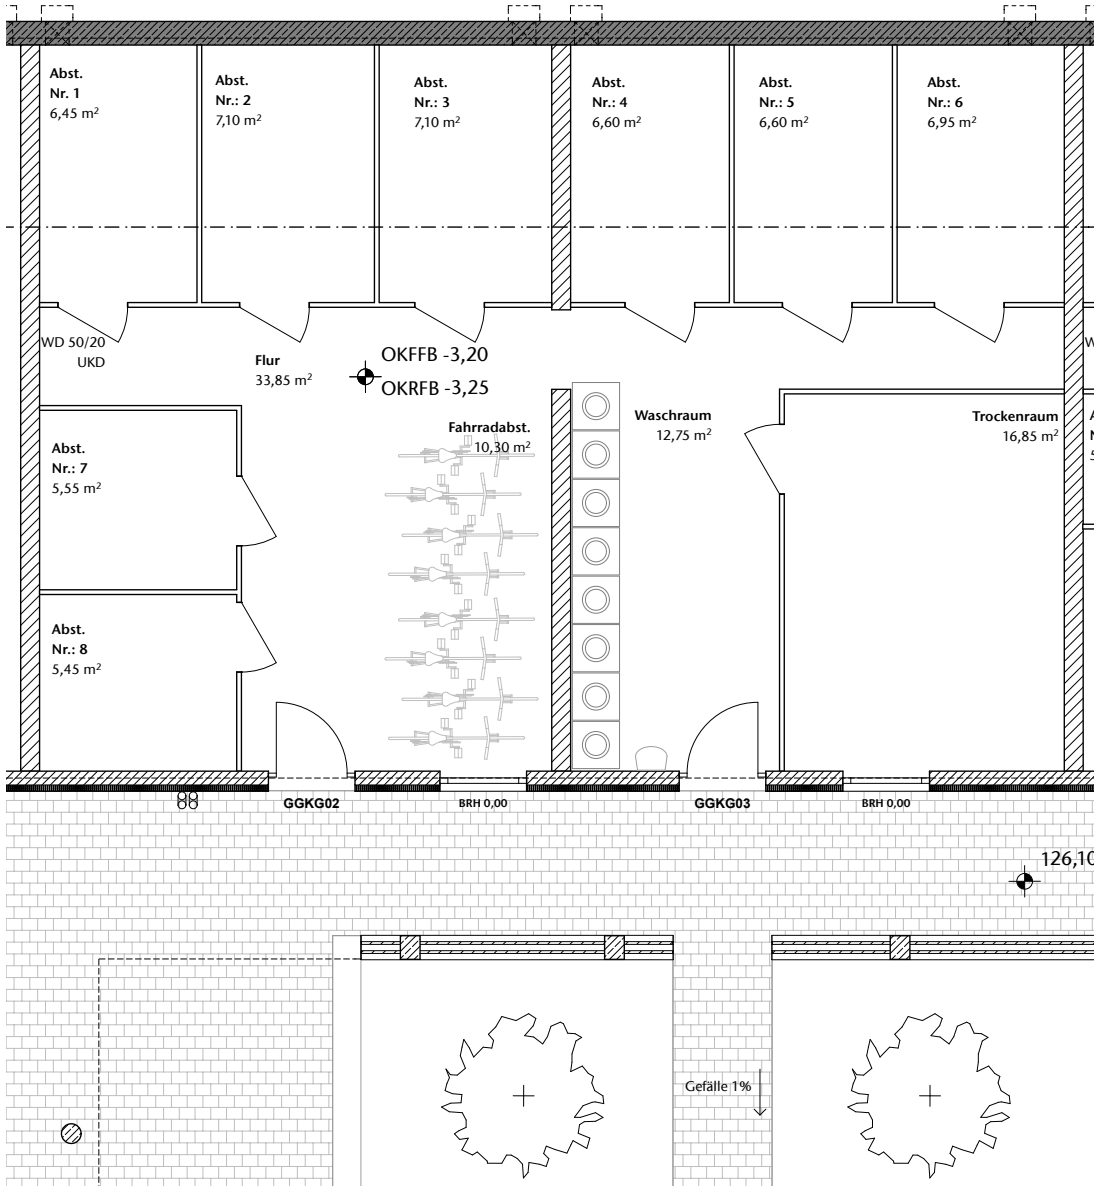 Abst.
Nr. 1
6,45 m²
Abst.
Nr.: 2
7,10 m²
Abst.
Nr.: 3
7,10 m²
Abst.
Nr.: 4
6,60 m²
Abst.
Nr.: 5
6,60 m²
Abst.
Nr.: 6
6,95 m²
WD 50/20
UKD
Flur
33,85 m²
OKFFB -3,20
OKRFB -3,25
Fahrradabst.
10,30 m²
Waschraum
12,75 m²
Trockenraum
16,85 m²
Abst.
Nr.: 7
5,55 m²
Abst.
Nr.: 8
5,45 m²
GGKG02
BRH 0,00
GGKG03
BRH 0,00
126,10
Gefälle 1%